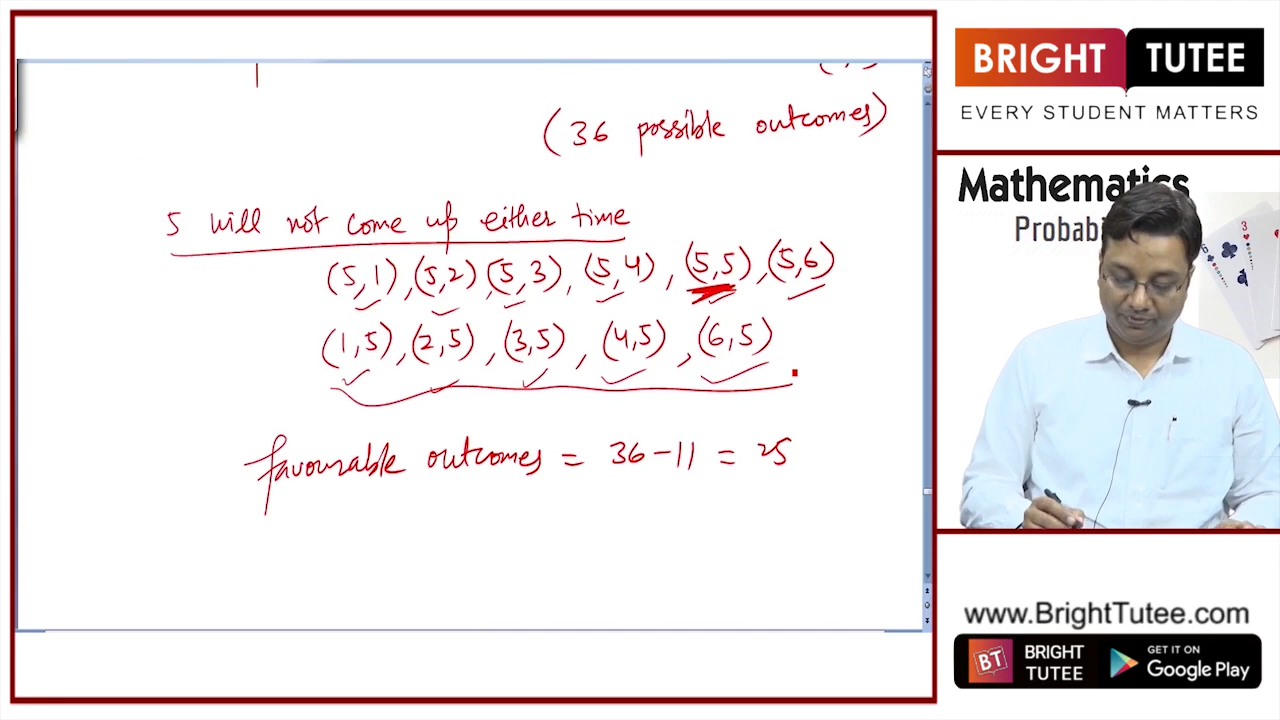 (36 possible outcomes)
5 will not come up either time
(5,1), (5,2), (5,3), (5,4), (5,5), (5,6)
(1,5), (2,5), (3,5), (4,5), (6,5)
favourable outcomes = 36 - 11 = 25
BRIGHT TUTEE
EVERY STUDENT MATTERS
Mathematics
Probabi
3
www.BrightTutee.com
BT BRIGHT TUTEE
GET IT ON
Google Play